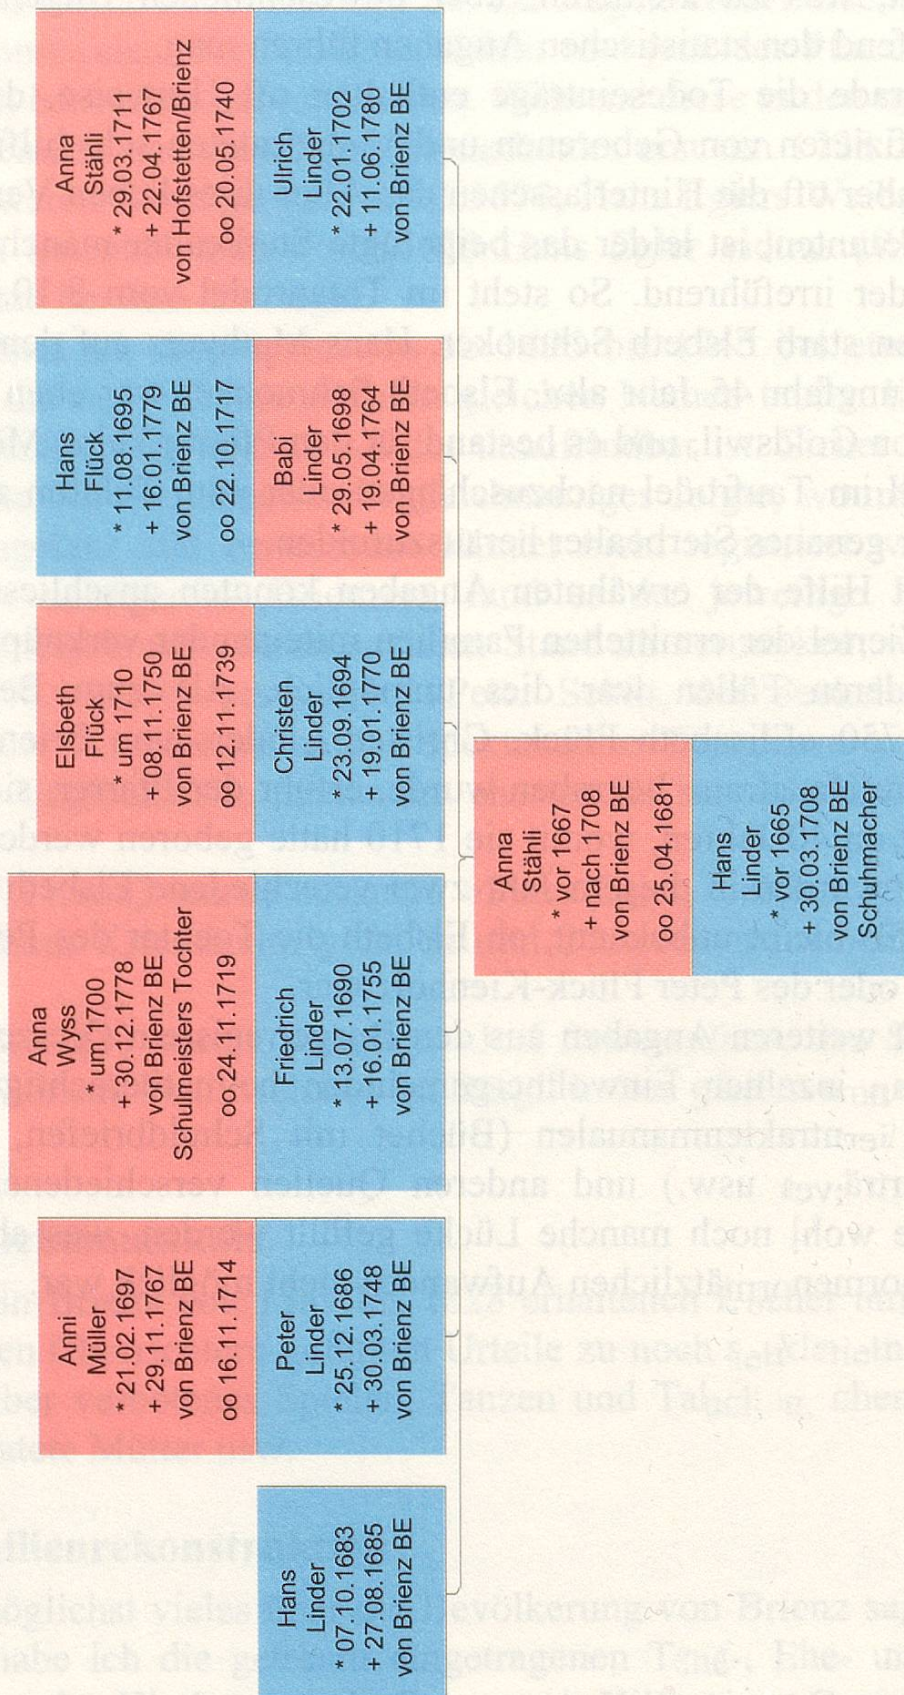 Hans
Linder
* 07.10.1683
+ 27.08.1685
von Brienz BE
Anni
Müller
* 21.02.1697
+ 29.11.1767
von Brienz BE
oo 16.11.1714
Peter
Linder
* 25.12.1686
+ 30.03.1748
von Brienz BE
Anna
Wyss
* um 1700
+ 30.12.1778
von Brienz BE
Schulmeisters Tochter
oo 24.11.1719
Friedrich
Linder
* 13.07.1690
+ 16.01.1755
von Brienz BE
Elsbeth
Flück
* um 1710
+ 08.11.1750
von Brienz BE
oo 12.11.1739
Christen
Linder
* 23.09.1694
+ 19.01.1770
von Brienz BE
Hans
Flück
* 11.08.1695
+ 16.01.1779
von Brienz BE
oo 22.10.1717
Babi
Linder
* 29.05.1698
+ 19.04.1764
von Brienz BE
Anna
Stähli
* 29.03.1711
+ 22.04.1767
von Hofstetten/Brienz
oo 20.05.1740
Ulrich
Linder
* 22.01.1702
+ 11.06.1780
von Brienz BE
Anna
Stähli
* vor 1667
+ nach 1708
von Brienz BE
oo 25.04.1681
Hans
Linder
* vor 1665
+ 30.03.1708
von Brienz BE
Schuhmacher